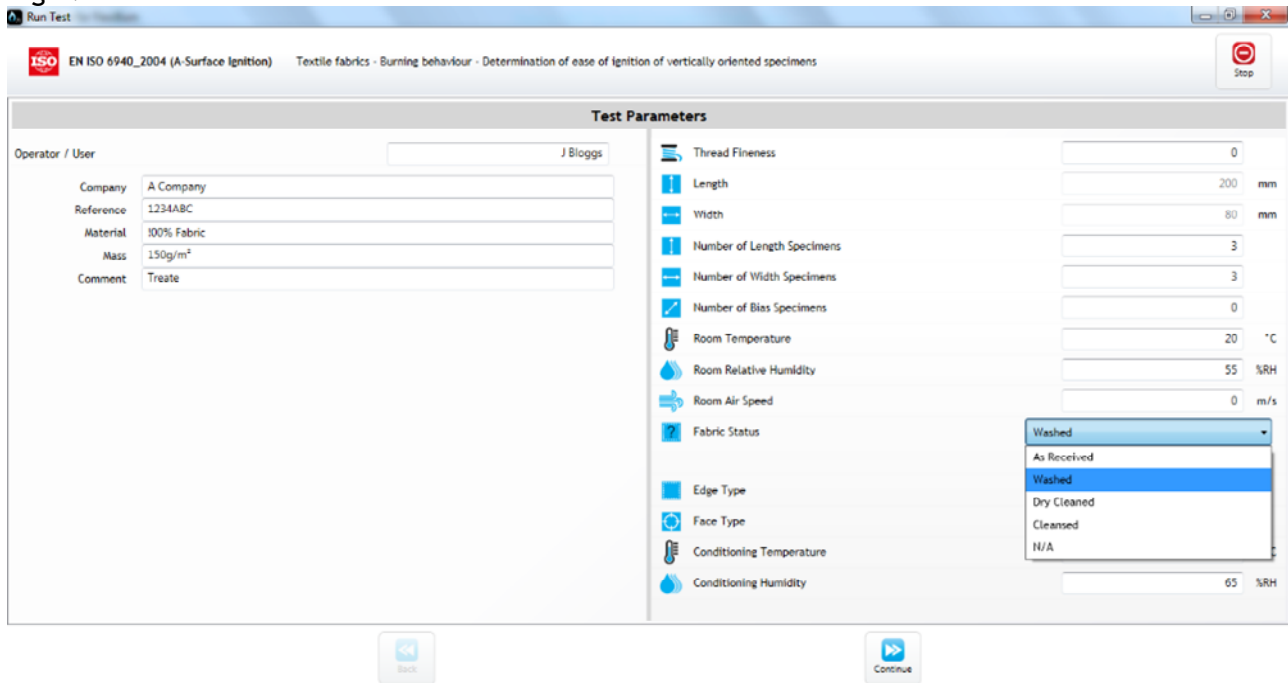 Run Test
ISO EN ISO 6940_2004 (A-Surface Ignition) Textile fabrics - Burning behaviour - Determination of ease of ignition of vertically oriented specimens
Stop
Test Parameters
Operator / User J Bloggs
Company A Company
Reference 1234ABC
Material 100% Fabric
Mass 150g/m²
Comment Treate
Thread Fineness 0
Length 200 mm
Width 80 mm
Number of Length Specimens 3
Number of Width Specimens 3
Number of Bias Specimens 0
Room Temperature 20 °C
Room Relative Humidity 55 %RH
Room Air Speed 0 m/s
Fabric Status Washed
As Received
Washed
Dry Cleaned
Cleansed
N/A
Edge Type
Face Type
Conditioning Temperature
Conditioning Humidity 65 %RH
Back
Continue